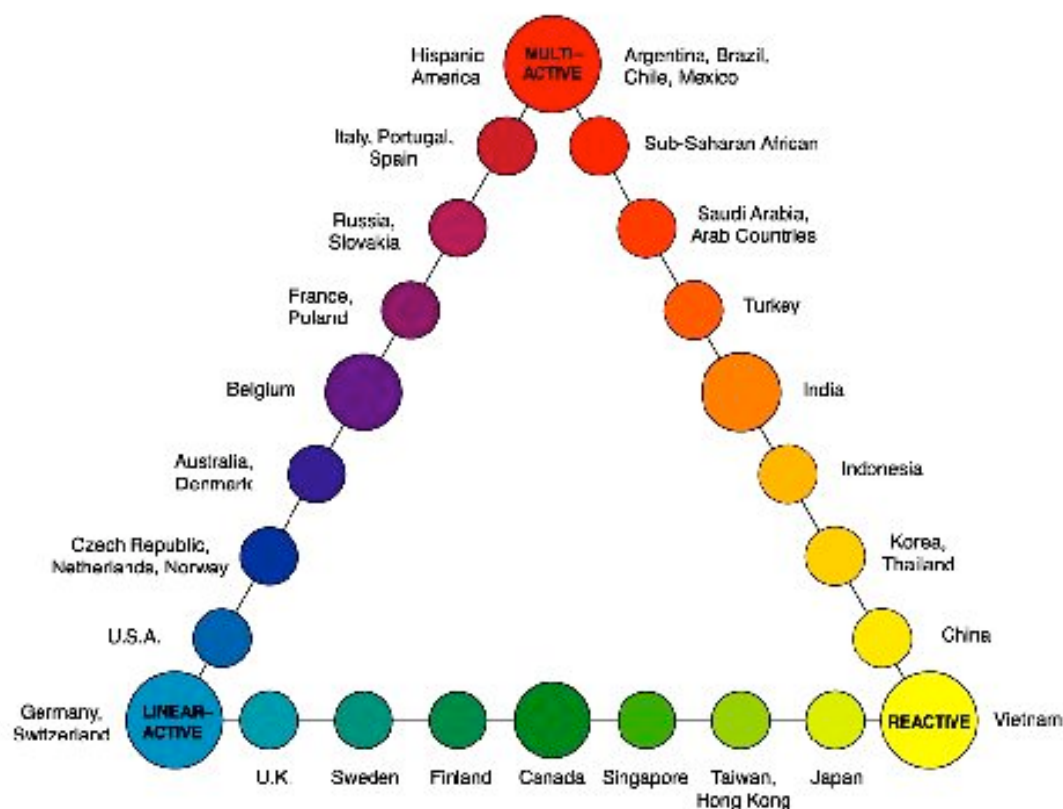 Hispanic
America
MULTI-
ACTIVE
Argentina, Brazil,
Chile, Mexico
Italy, Portugal,
Spain
Sub-Saharan African
Russia,
Slovakia
Saudi Arabia,
Arab Countries
France,
Poland
Turkey
Belgium
India
Australia,
Denmark
Indonesia
Czech Republic,
Netherlands, Norway
Korea,
Thailand
U.S.A.
China
Germany,
Switzerland
LINEAR-
ACTIVE
REACTIVE
Vietnam
U.K.
Sweden
Finland
Canada
Singapore
Taiwan,
Hong Kong
Japan